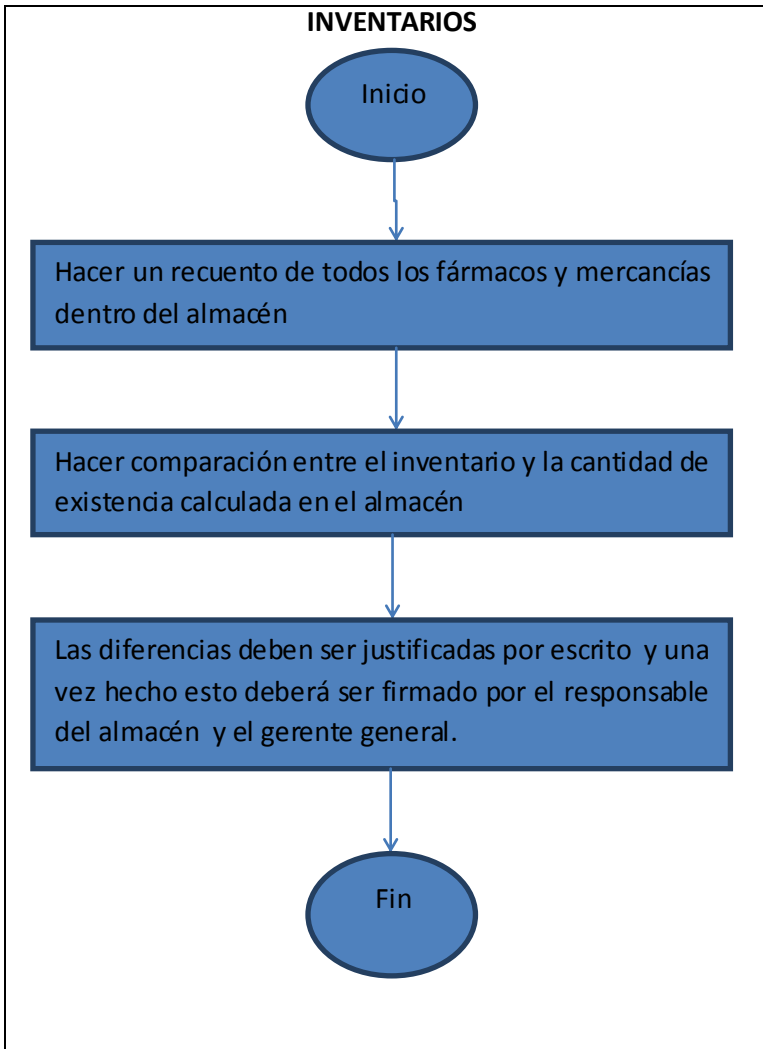 INVENTARIOS
Inicio
Hacer un recuento de todos los fármacos y mercancías
dentro del almacén
Hacer comparación entre el inventario y la cantidad de
existencia calculada en el almacén
Las diferencias deben ser justificadas por escrito y una
vez hecho esto deberá ser firmado por el responsable
del almacén y el gerente general.
Fin